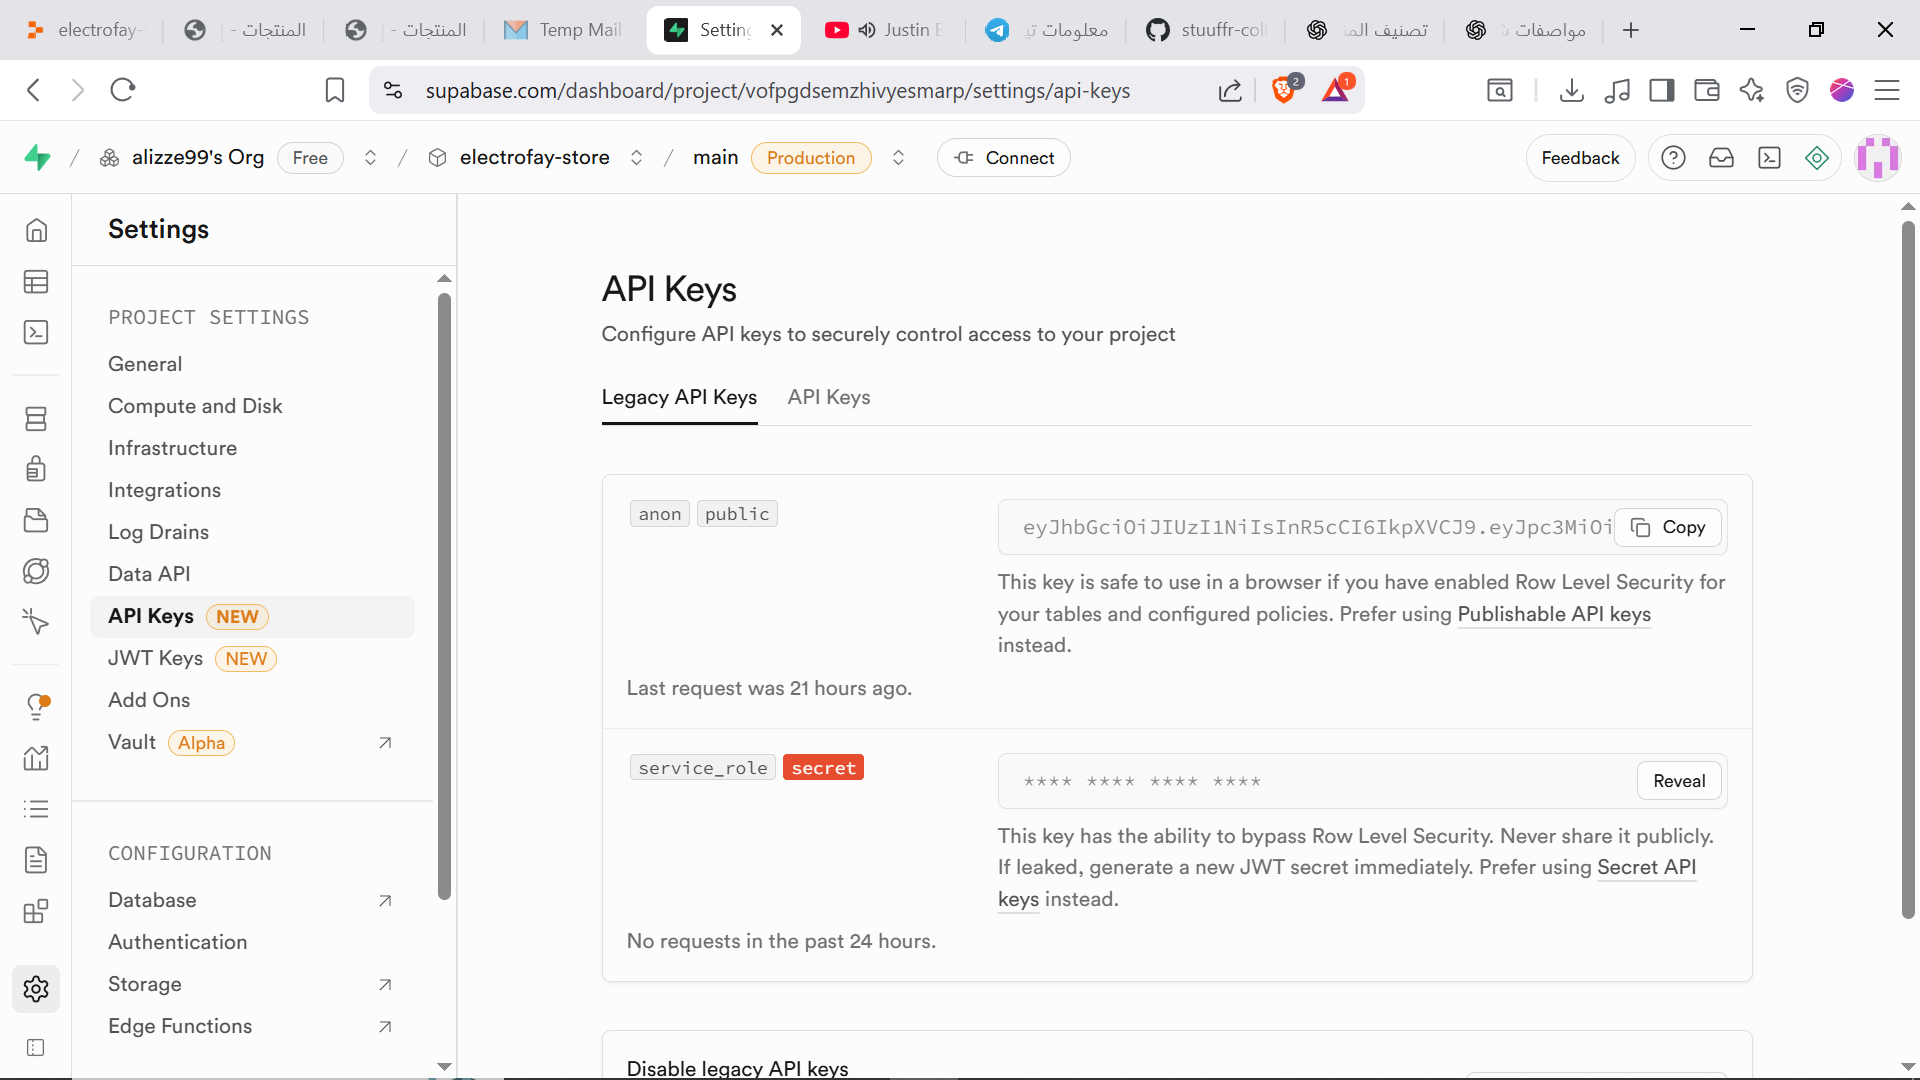 electrofay-
المنتجات - |
المنتجات - |
Temp Mail
Setting
Justin B
معلومات تي
stuuffr-coll
تصنيف المن
مواصفات ش
supabase.com/dashboard/project/vofpgdsemzhivyesmarp/settings/api-keys
2
1
/ alizze99's Org Free / electrofay-store / main Production Connect
Feedback
Settings
PROJECT SETTINGS
General
Compute and Disk
Infrastructure
Integrations
Log Drains
Data API
API Keys NEW
JWT Keys NEW
Add Ons
Vault Alpha
CONFIGURATION
Database
Authentication
Storage
Edge Functions
API Keys
Configure API keys to securely control access to your project
Legacy API Keys API Keys
anon public
eyJhbGciOiJIUzI1NiIsInR5cCI6IkpXVCJ9.eyJpc3MiOi
Copy
This key is safe to use in a browser if you have enabled Row Level Security for
your tables and configured policies. Prefer using Publishable API keys
instead.
Last request was 21 hours ago.
service_role secret
**** **** **** ****
Reveal
This key has the ability to bypass Row Level Security. Never share it publicly.
If leaked, generate a new JWT secret immediately. Prefer using Secret API
keys instead.
No requests in the past 24 hours.
Disable legacy API keys